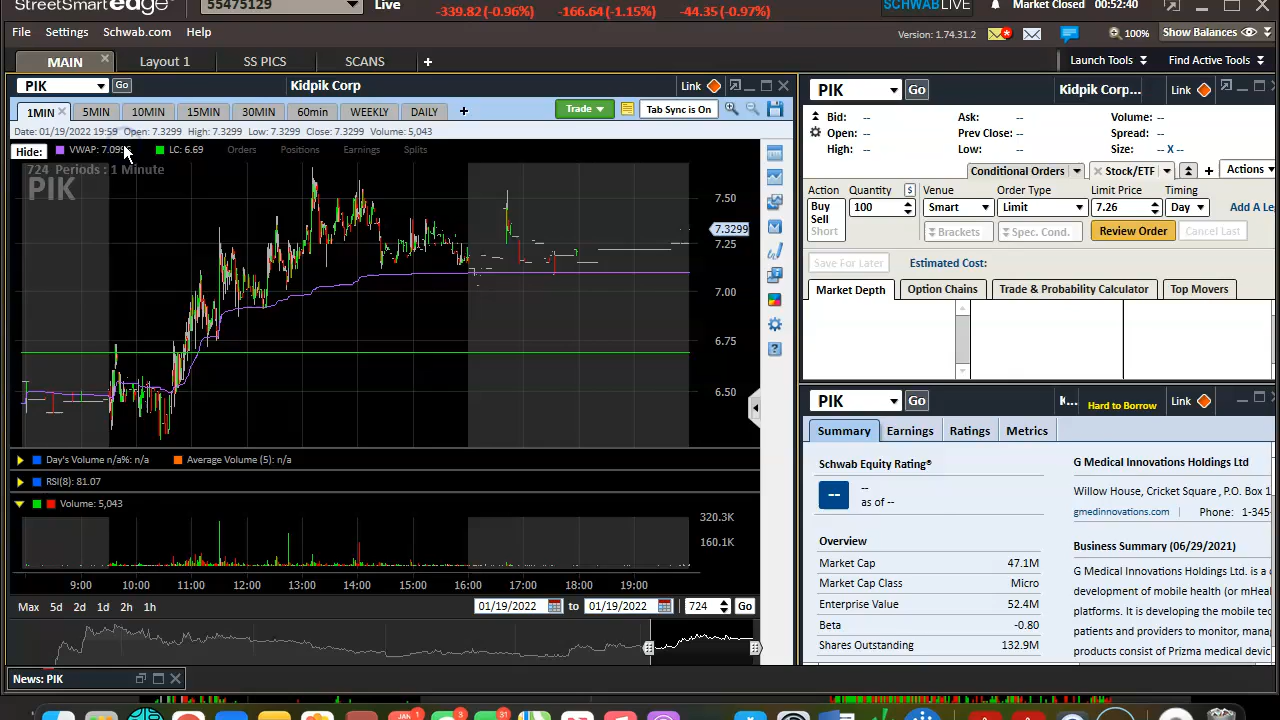 StreetSmart edge
55475129
Live
-339.82 (-0.96%)
-166.64 (-1.15%)
-44.35 (-0.97%)
SCHWABLIVE
Market Closed
00:52:40
File Settings Schwab.com Help
Version: 1.74.31.2
100%
Show Balances
MAIN
Layout 1
SS PICS
SCANS
+
Launch Tools
Find Active Tools
PIK
Go
Kidpik Corp
Link
1MIN
5MIN
10MIN
15MIN
30MIN
60min
WEEKLY
DAILY
+
Trade
Tab Sync is On
Date: 01/19/2022 19:59 Open: 7.3299 High: 7.3299 Low: 7.3299 Close: 7.3299 Volume: 5,043
Hide:
LC: 6.69
Orders
Positions
Earnings
Splits
724 Periods : 1 Minute
PIK
7.50
7.3299
7.25
7.00
6.75
6.50
Day's Volume n/a%: n/a
Average Volume (5): n/a
RSI(8): 81.07
Volume: 5,043
320.3K
160.1K
9:00 10:00 11:00 12:00 13:00 14:00 15:00 16:00 17:00 18:00 19:00
Max 5d 2d 1d 2h 1h
01/19/2022 to 01/19/2022 724 Go
News: PIK
PIK
Go
Kidpik Corp...
Link
Bid: --
Ask:
Volume: --
Open: --
Prev Close: --
Spread: --
High: --
Low: --
Size: -- X --
Conditional Orders
Stock/ETF
+
Actions
Action
Quantity
$
Venue
Order Type
Limit Price
Timing
Buy
Sell
Short
100
Smart
Limit
7.26
Day
Add A Le
Brackets
Spec. Cond.
Review Order
Cancel Last
Save For Later
Estimated Cost:
Market Depth
Option Chains
Trade & Probability Calculator
Top Movers
PIK
Go
K...
Hard to Borrow
Link
Summary
Earnings
Ratings
Metrics
Schwab Equity Rating®
--
--
as of --
Overview
Market Cap 47.1M
Market Cap Class Micro
Enterprise Value 52.4M
Beta -0.80
Shares Outstanding 132.9M
G Medical Innovations Holdings Ltd
Willow House, Cricket Square , P.O. Box 1
gmedinnovations.com
Phone: 1-345
Business Summary (06/29/2021)
G Medical Innovations Holdings Ltd. is a
development of mobile health (or mHeal
platforms. It is developing the mobile tec
patients and providers to monitor, manag
products consist of Prizma medical devic